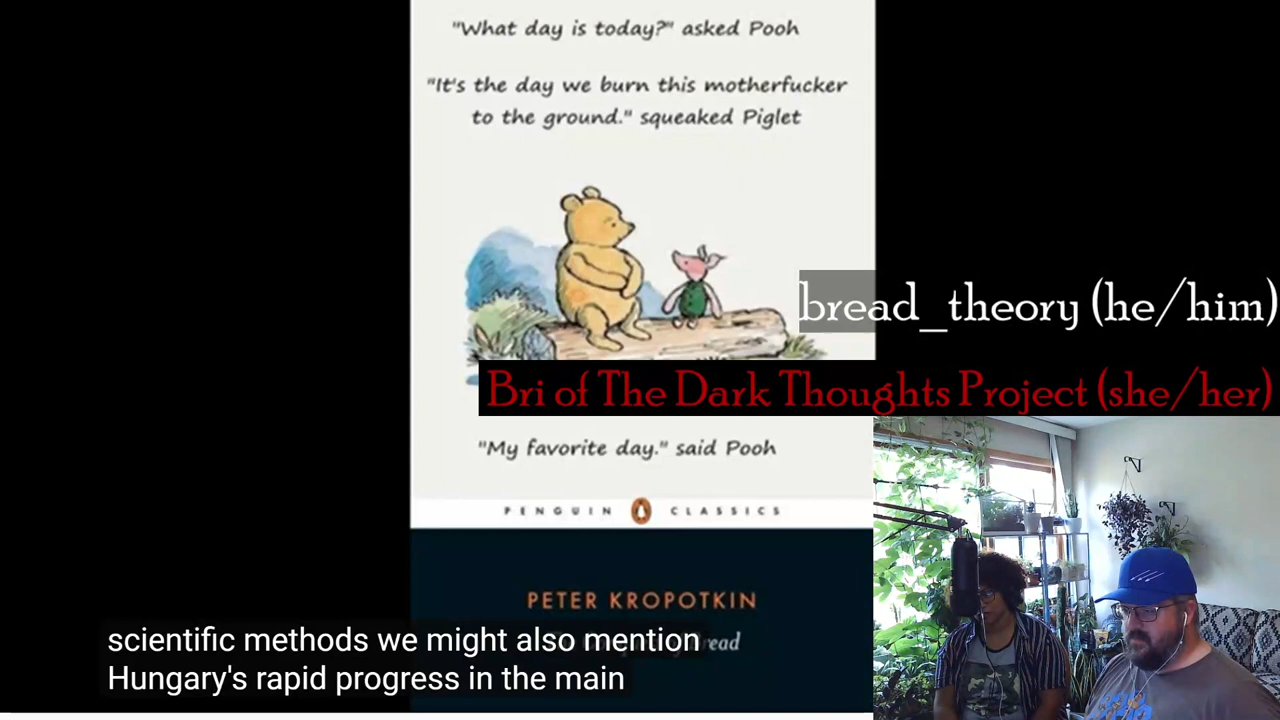 "What day is today?" asked Pooh
"It's the day we burn this motherfucker
to the ground." squeaked Piglet
bread_theory (he/him)
Bri of The Dark Thoughts Project (she/her)
"My favorite day." said Pooh
PENGUIN CLASSICS
PETER KROPOTKIN
scientific methods we might also mention
Hungary's rapid progress in the main